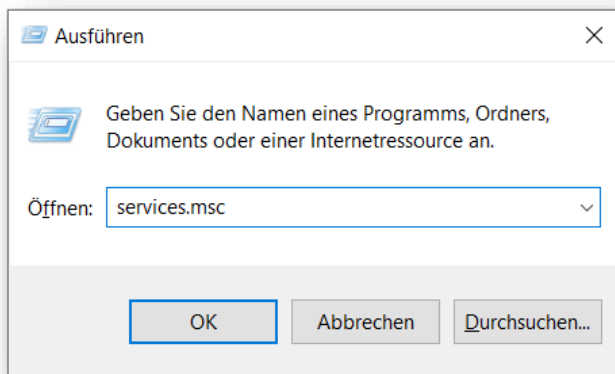 Ausführen
Geben Sie den Namen eines Programms, Ordners,
Dokuments oder einer Internetressource an.
Öffnen: services.msc
OK Abbrechen Durchsuchen...